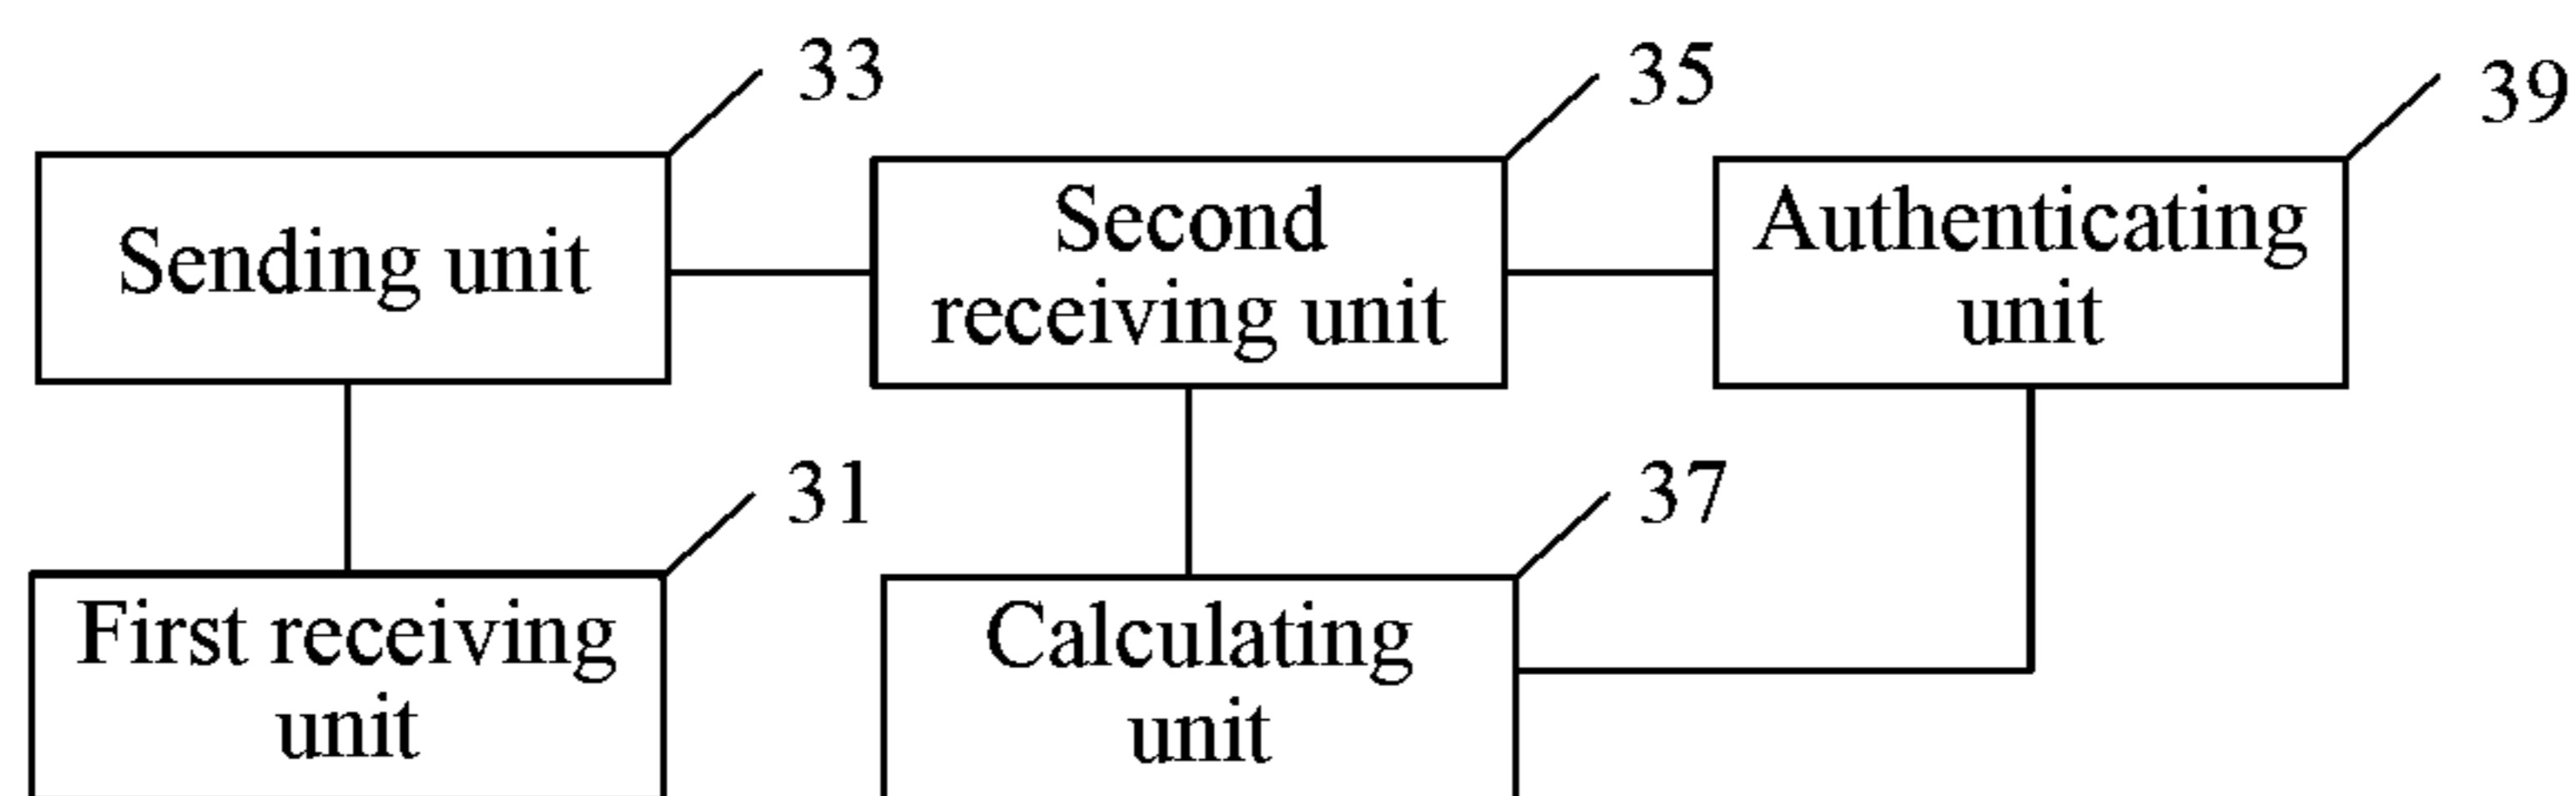 33
35
39
Sending unit
Second
receiving unit
Authenticating
unit
31
37
First receiving
unit
Calculating
unit